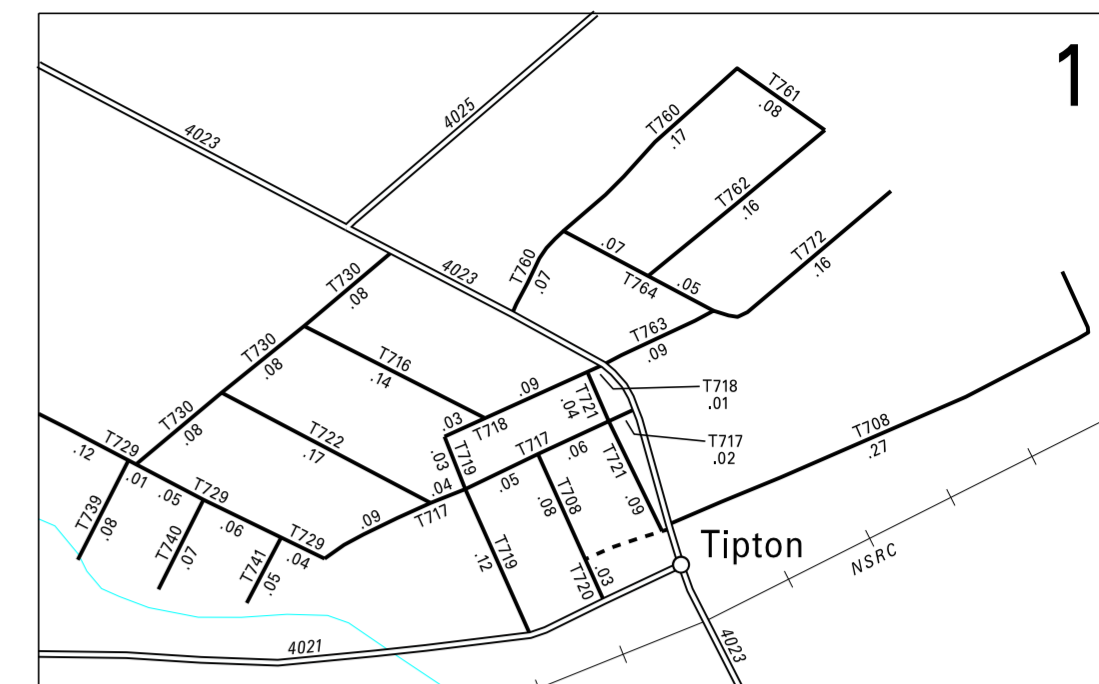 1
4023
4025
T760
.17
T761
.08
T762
.16
T772
.16
.07
T764
.05
T760
.07
4023
T730
.08
T763
.09
T730
.08
T716
.14
.09
T718
.03
T718
.01
T721
.04
T717
.02
T708
.27
T730
.08
T722
.17
T717
.06
.05
T719
.03
.04
T717
.09
T721
.09
T708
.08
T729
.12
.01
.05
T729
.06
T729
.04
T739
.08
T740
.07
T741
.05
T719
.12
T720
.03
Tipton
NSRC
4021
4023